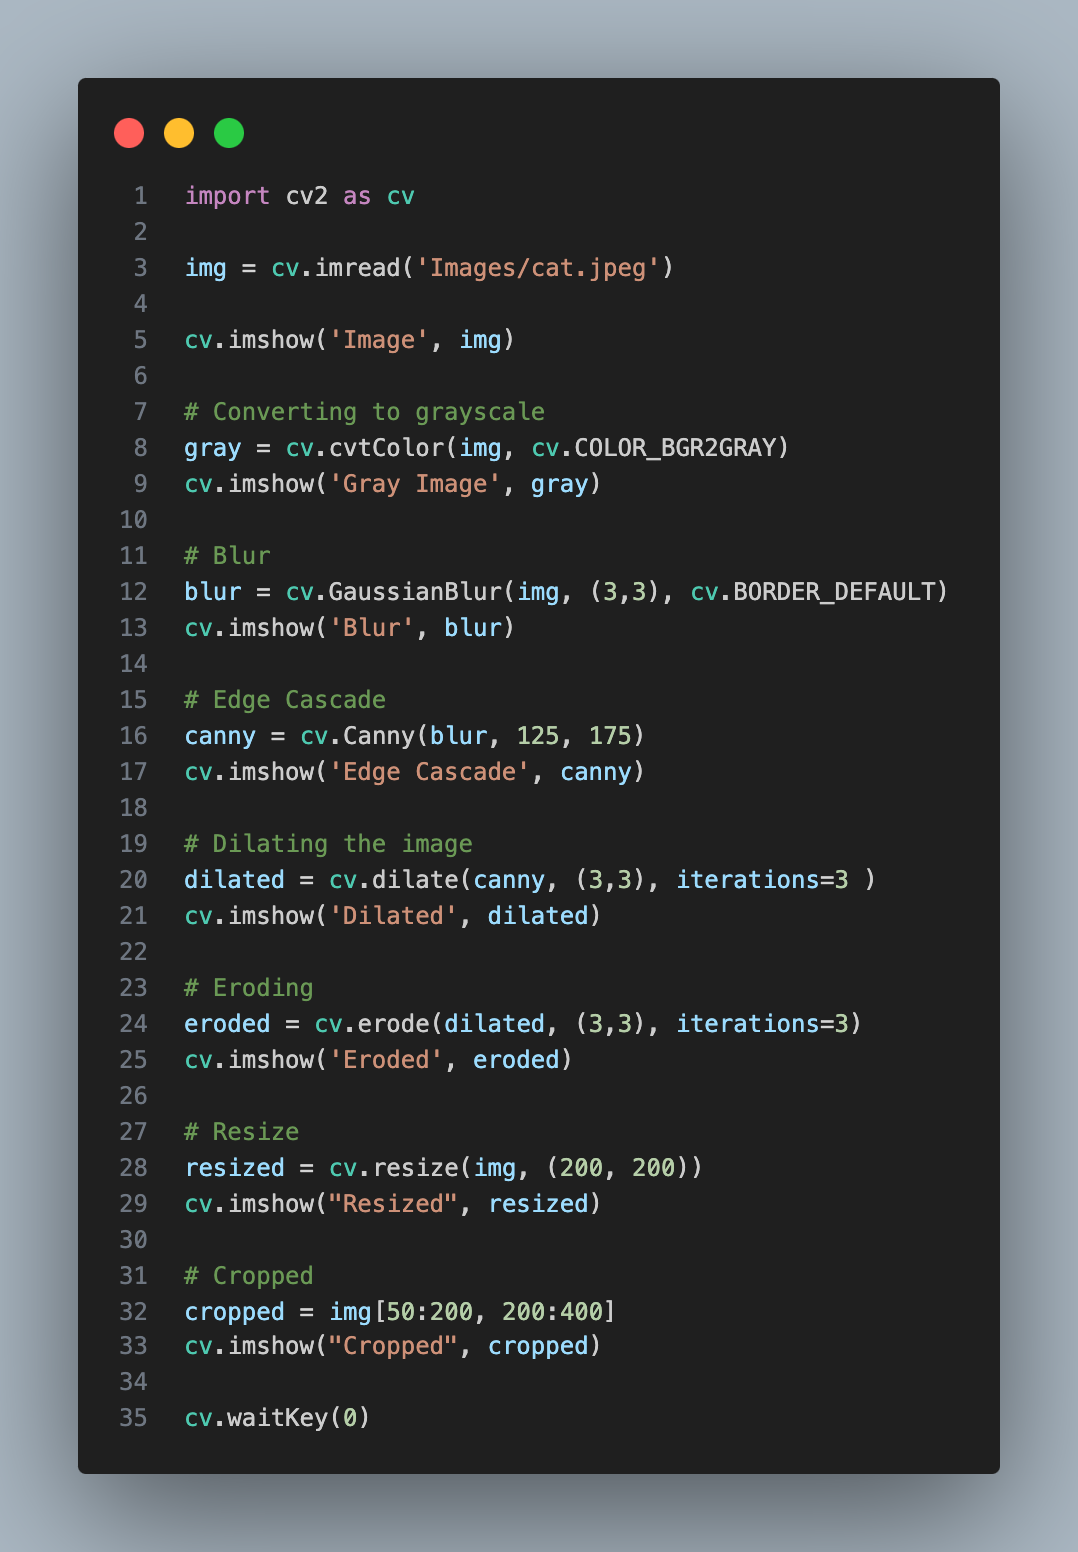 1 import cv2 as cv
2
3 img = cv.imread('Images/cat.jpeg')
4
5 cv.imshow('Image', img)
6
7 # Converting to grayscale
8 gray = cv.cvtColor(img, cv.COLOR_BGR2GRAY)
9 cv.imshow('Gray Image', gray)
10
11 # Blur
12 blur = cv.GaussianBlur(img, (3,3), cv.BORDER_DEFAULT)
13 cv.imshow('Blur', blur)
14
15 # Edge Cascade
16 canny = cv.Canny(blur, 125, 175)
17 cv.imshow('Edge Cascade', canny)
18
19 # Dilating the image
20 dilated = cv.dilate(canny, (3,3), iterations=3 )
21 cv.imshow('Dilated', dilated)
22
23 # Eroding
24 eroded = cv.erode(dilated, (3,3), iterations=3)
25 cv.imshow('Eroded', eroded)
26
27 # Resize
28 resized = cv.resize(img, (200, 200))
29 cv.imshow("Resized", resized)
30
31 # Cropped
32 cropped = img[50:200, 200:400]
33 cv.imshow("Cropped", cropped)
34
35 cv.waitKey(0)